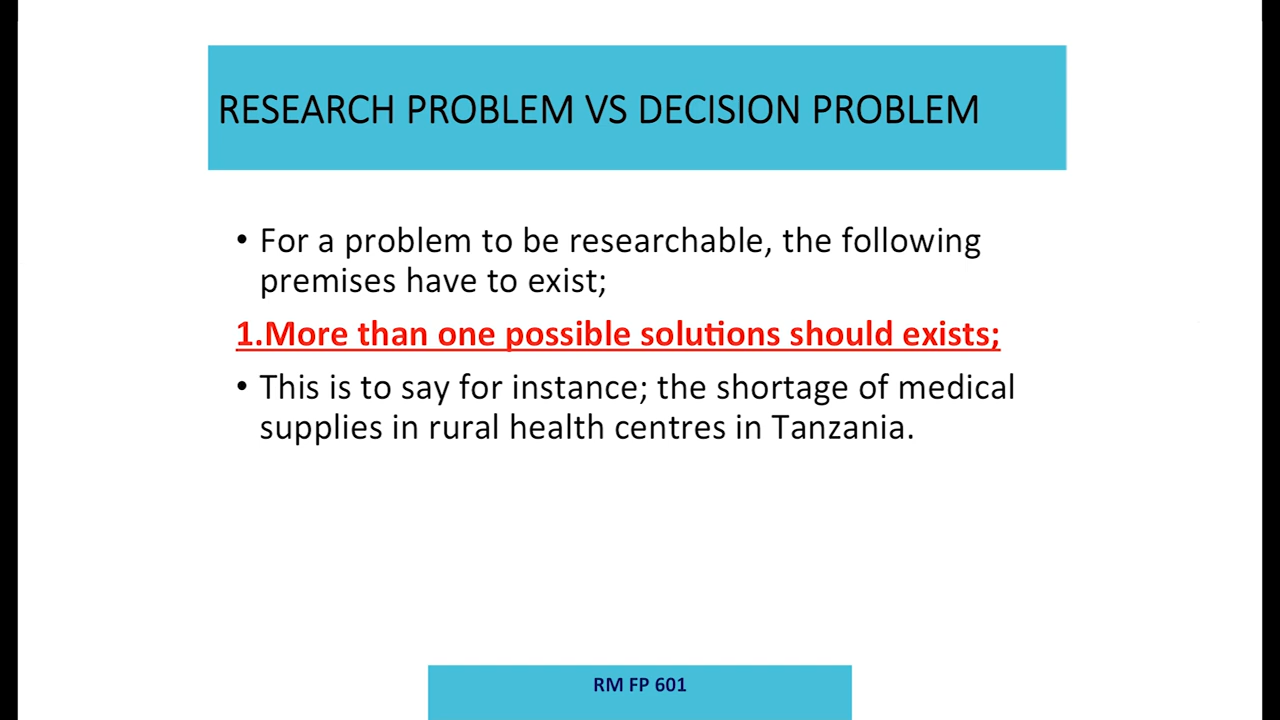 RESEARCH PROBLEM VS DECISION PROBLEM
• For a problem to be researchable, the following
premises have to exist;
1.More than one possible solutions should exists;
• This is to say for instance; the shortage of medical
supplies in rural health centres in Tanzania.
RM FP 601